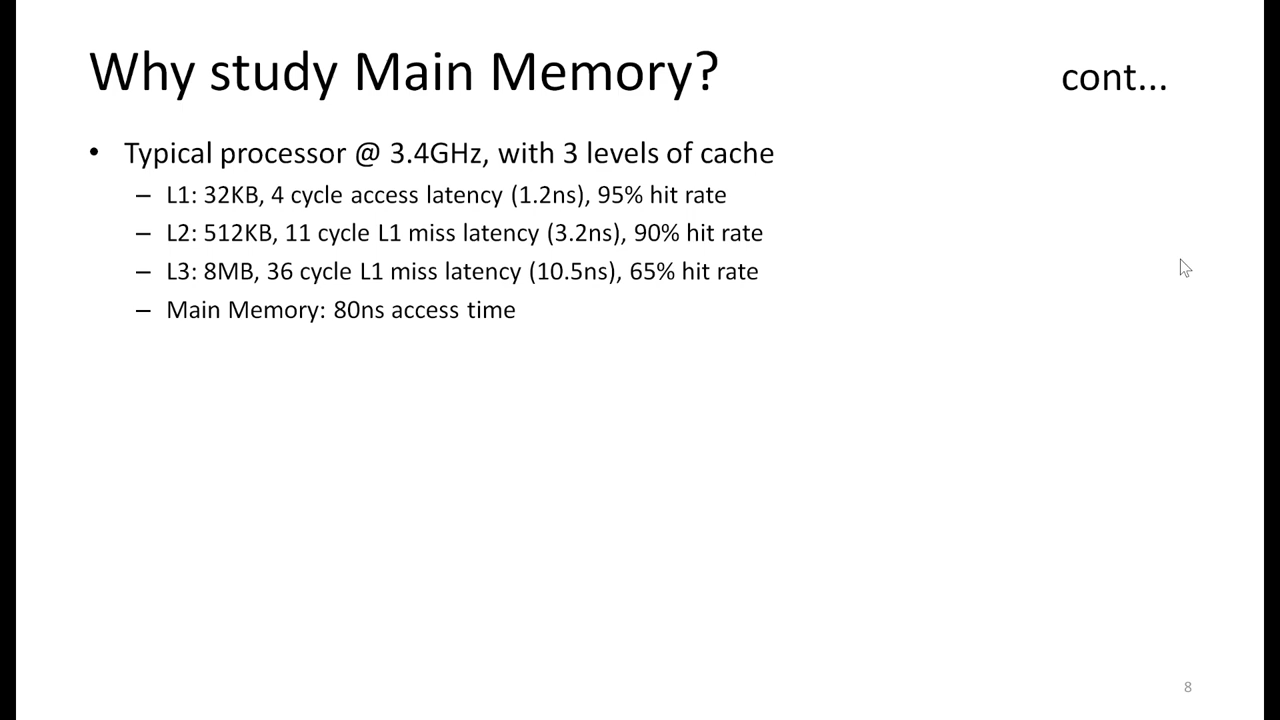 Why study Main Memory? cont...
• Typical processor @ 3.4GHz, with 3 levels of cache
– L1: 32KB, 4 cycle access latency (1.2ns), 95% hit rate
– L2: 512KB, 11 cycle L1 miss latency (3.2ns), 90% hit rate
– L3: 8MB, 36 cycle L1 miss latency (10.5ns), 65% hit rate
– Main Memory: 80ns access time
8